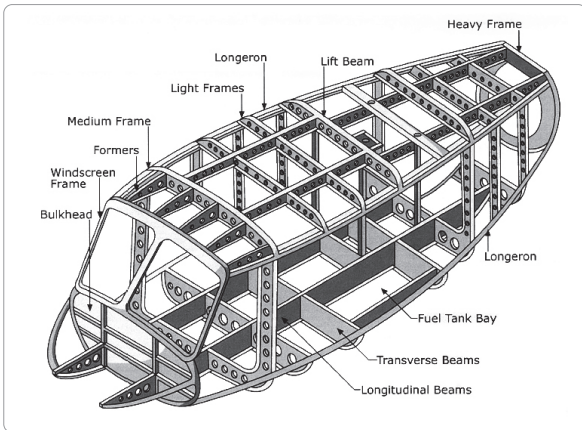 Heavy Frame
Longeron
Lift Beam
Light Frames
Medium Frame
Formers
Windscreen
Frame
Bulkhead
Longeron
Fuel Tank Bay
Transverse Beams
Longitudinal Beams